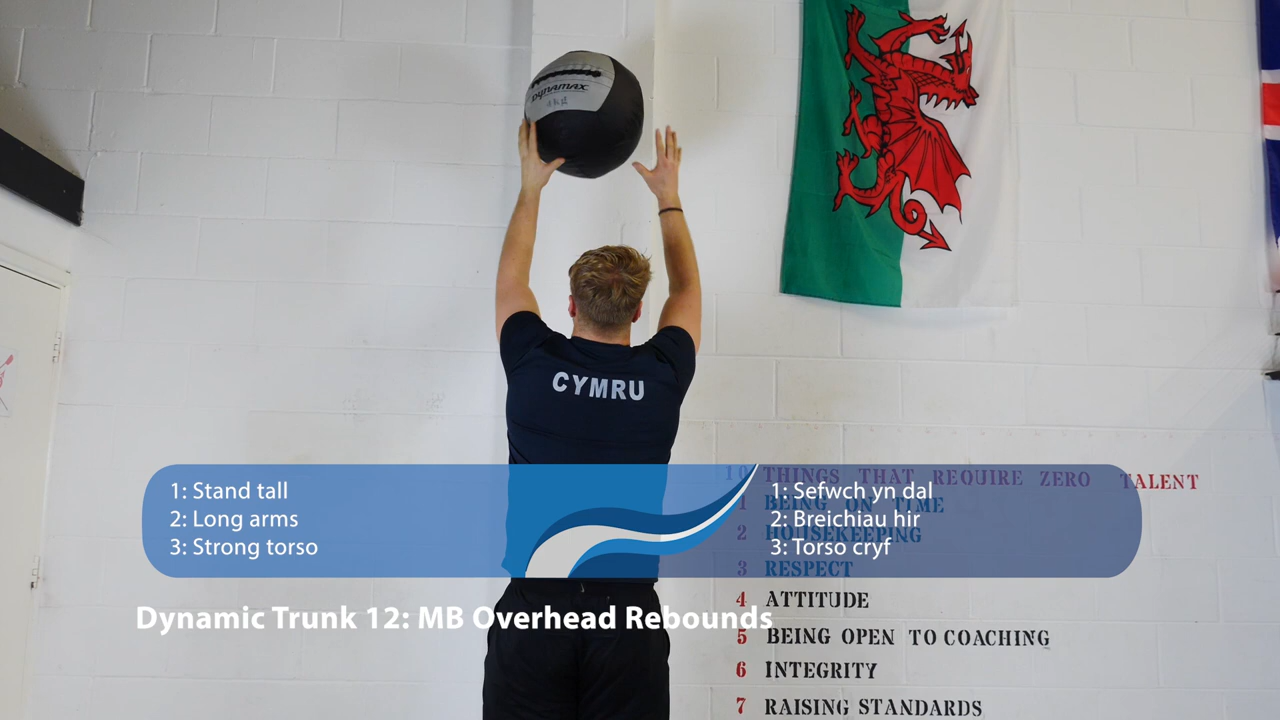 DYNAMAX
CYMRU
1: Stand tall
2: Long arms
3: Strong torso
1: Sefwch yn dal
2: Breichiau hir
3: Torso cryf
Dynamic Trunk 12: MB Overhead Rebounds
10 THINGS THAT REQUIRE ZERO TALENT
1 BEING ON TIME
2 HOUSEKEEPING
3 RESPECT
4 ATTITUDE
5 BEING OPEN TO COACHING
6 INTEGRITY
7 RAISING STANDARDS